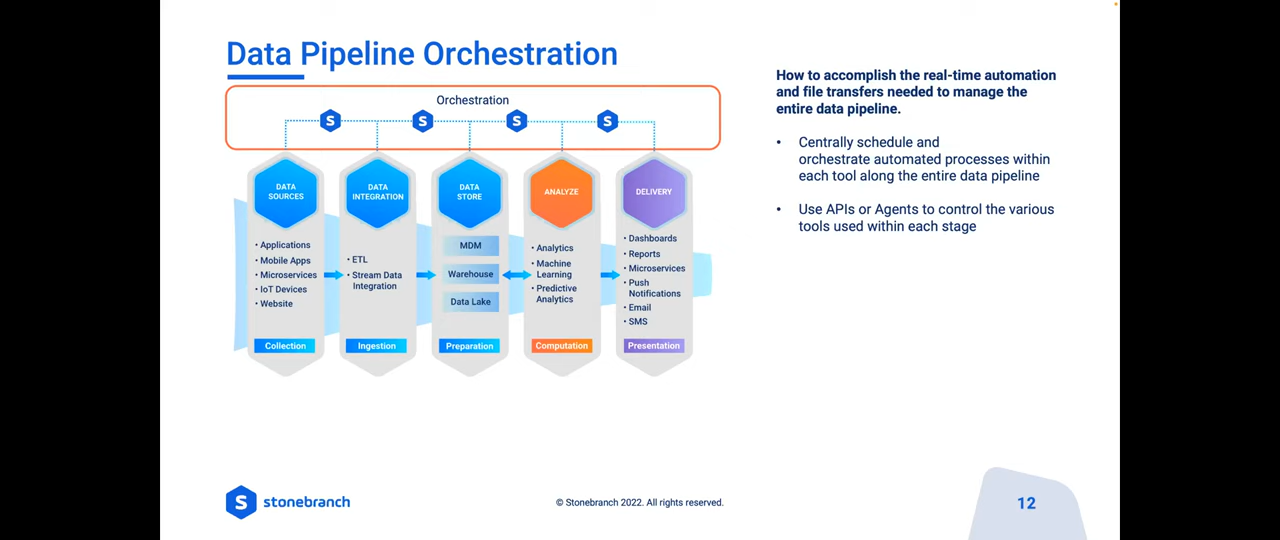 Data Pipeline Orchestration
Orchestration
S
S
S
S
DATA
SOURCES
• Applications
• Mobile Apps
• Microservices
• IoT Devices
• Website
Collection
DATA
INTEGRATION
• ETL
• Stream Data
Integration
Ingestion
DATA
STORE
MDM
Warehouse
Data Lake
Preparation
ANALYZE
• Analytics
• Machine
Learning
• Predictive
Analytics
Computation
DELIVERY
• Dashboards
• Reports
• Microservices
• Push
Notifications
• Email
• SMS
Presentation
How to accomplish the real-time automation
and file transfers needed to manage the
entire data pipeline.
• Centrally schedule and
orchestrate automated processes within
each tool along the entire data pipeline
• Use APIs or Agents to control the various
tools used within each stage
S stonebranch
© Stonebranch 2022. All rights reserved.
12